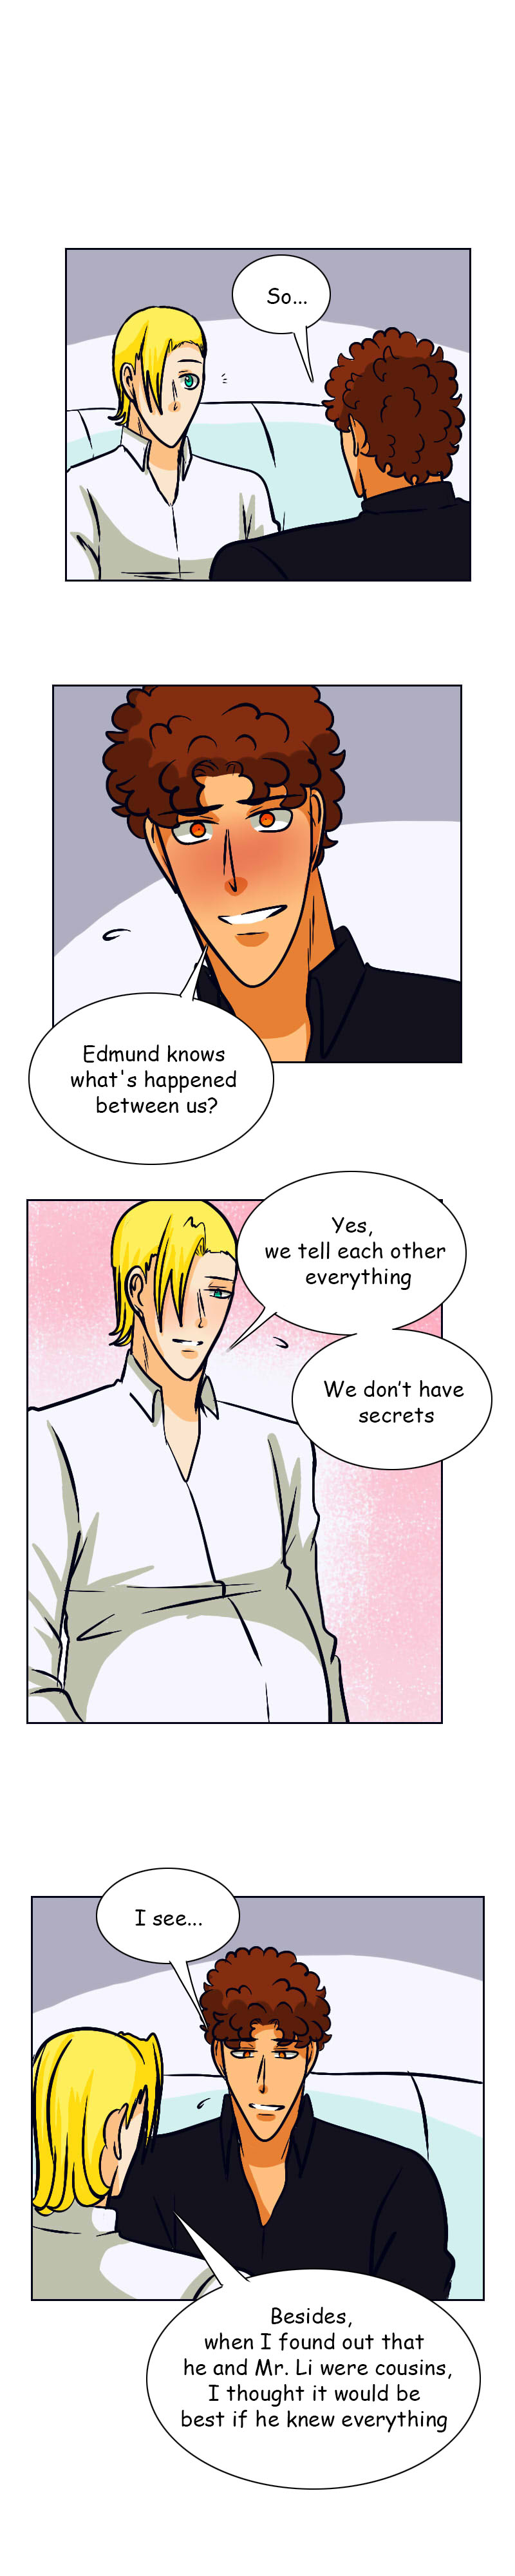 So...
Edmund knows
what's happened
between us?
Yes,
we tell each other
everything
We don't have
secrets
I see...
Besides,
when I found out that
he and Mr. Li were cousins,
I thought it would be
best if he knew everything